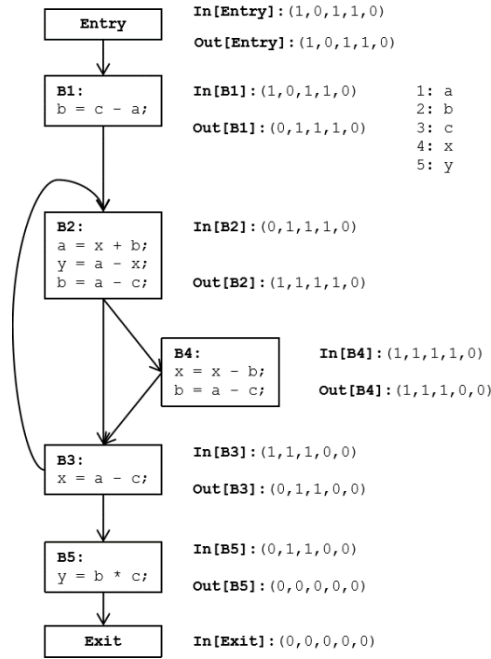 Entry
In[Entry]:(1,0,1,1,0)
Out[Entry]:(1,0,1,1,0)
B1:
b = c - a;
In[B1]:(1,0,1,1,0)
Out[B1]:(0,1,1,1,0)
1: a
2: b
3: c
4: x
5: y
B2:
a = x + b;
y = a - x;
b = a - c;
In[B2]:(0,1,1,1,0)
Out[B2]:(1,1,1,1,0)
B4:
x = x - b;
b = a - c;
In[B4]:(1,1,1,1,0)
Out[B4]:(1,1,1,0,0)
B3:
x = a - c;
In[B3]:(1,1,1,0,0)
Out[B3]:(0,1,1,0,0)
B5:
y = b * c;
In[B5]:(0,1,1,0,0)
Out[B5]:(0,0,0,0,0)
Exit
In[Exit]:(0,0,0,0,0)